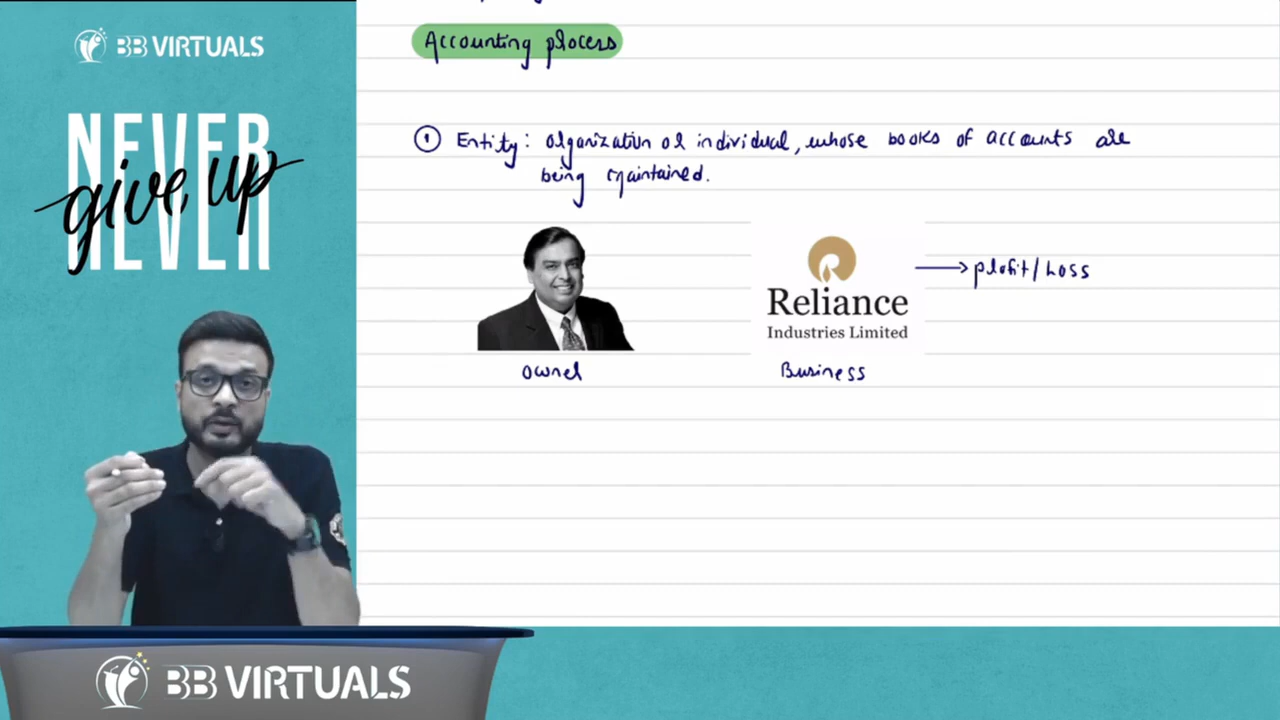 BB VIRTUALS
NEVER
give up
NEVER
Accounting process
① Entity: organization or individual, whose books of accounts are
being maintained.
Reliance
Industries Limited
→ profit/Loss
owner
Business
BB VIRTUALS